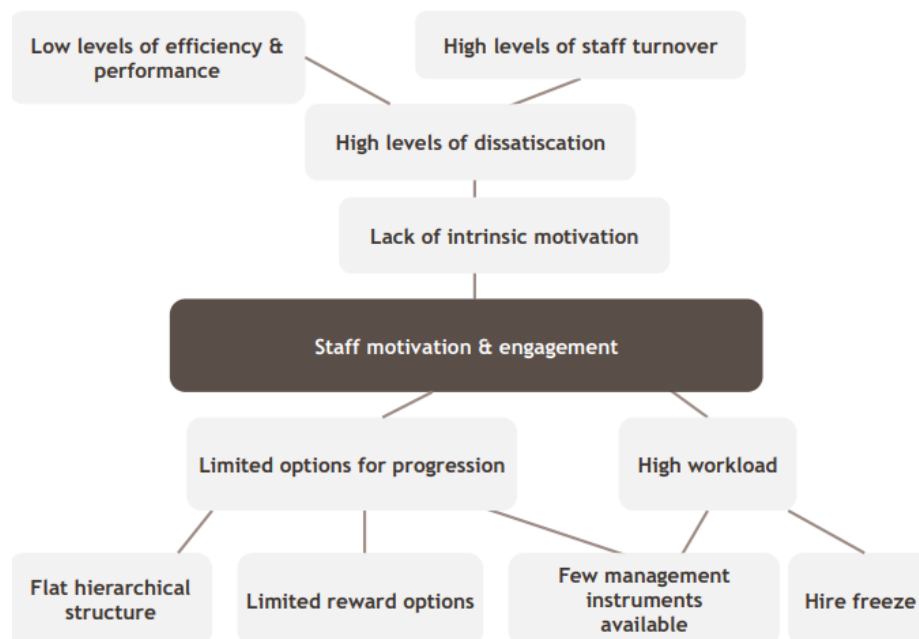 Low levels of efficiency &
performance
High levels of staff turnover
High levels of dissatiscation
Lack of intrinsic motivation
Staff motivation & engagement
Limited options for progression
High workload
Flat hierarchical
structure
Limited reward options
Few management
instruments
available
Hire freeze